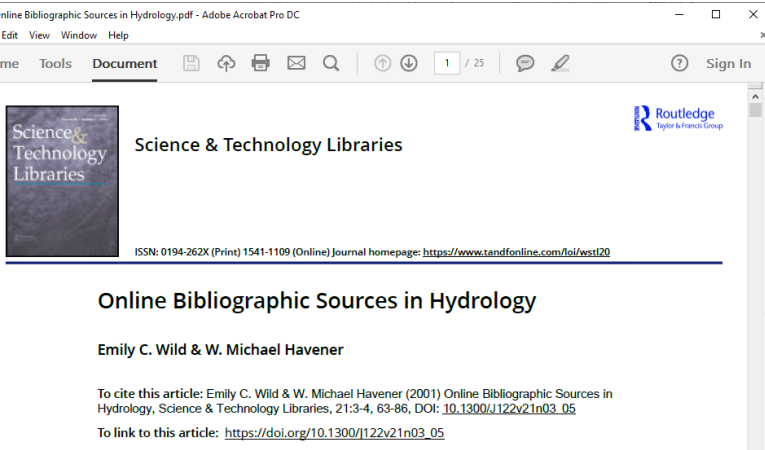 nline Bibliographic Sources in Hydrology.pdf - Adobe Acrobat Pro DC
Edit View Window Help
me Tools Document 1 / 25 Sign In
Science &
Technology
Libraries
Routledge
Taylor & Francis Group
Science & Technology Libraries
ISSN: 0194-262X (Print) 1541-1109 (Online) Journal homepage: https://www.tandfonline.com/loi/wstl20
Online Bibliographic Sources in Hydrology
Emily C. Wild & W. Michael Havener
To cite this article: Emily C. Wild & W. Michael Havener (2001) Online Bibliographic Sources in
Hydrology, Science & Technology Libraries, 21:3-4, 63-86, DOI: 10.1300/J122v21n03_05
To link to this article: https://doi.org/10.1300/J122v21n03_05